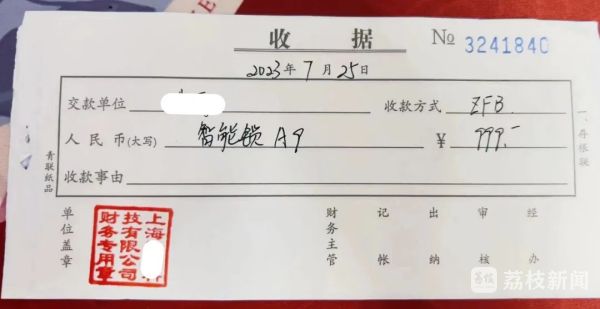 收据
№ 3241840
2023年7月25日
交款单位
收款方式 ZFB
人民币(大写) 智能锁 A9
¥ 999.-
收款事由
青联纸品
一、存根联
单位盖章
上海
技有限公司
财务专用章
财务主管
记帐
出纳
审核
经办
荔枝新闻